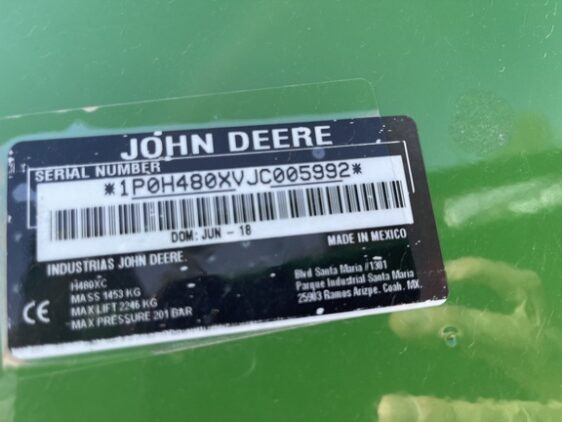 JOHN DEERE
SERIAL NUMBER
*1P0H480XVJC005992*
DOM: JUN - 18
MADE IN MEXICO
INDUSTRIAS JOHN DEERE.
H480XC
MASS 1453 KG
MAX LIFT 2246 KG
MAX PRESSURE 201 BAR
CE
Blvd Santa Maria #1301
Parque Industrial Santa Maria
25903 Ramos Arizpe. Coah. MX.